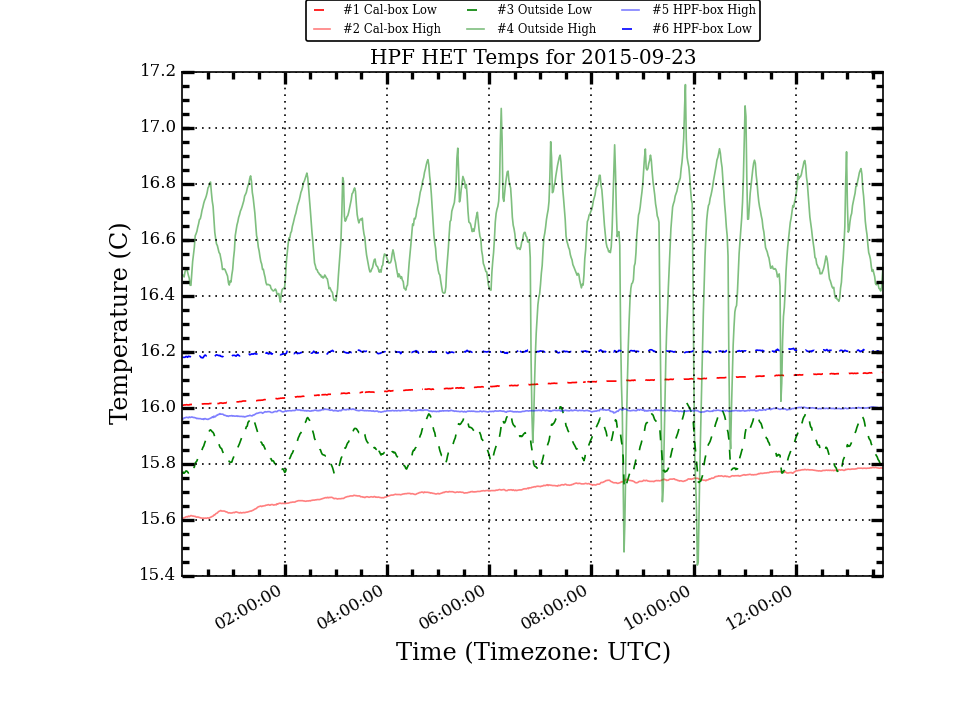 #1 Cal-box Low #3 Outside Low #5 HPF-box High
#2 Cal-box High #4 Outside High #6 HPF-box Low
HPF HET Temps for 2015-09-23
17.2
17.0
16.8
16.6
16.4
16.2
16.0
15.8
15.6
15.4
Temperature (C)
02:00:00 04:00:00 06:00:00 08:00:00 10:00:00 12:00:00
Time (Timezone: UTC)